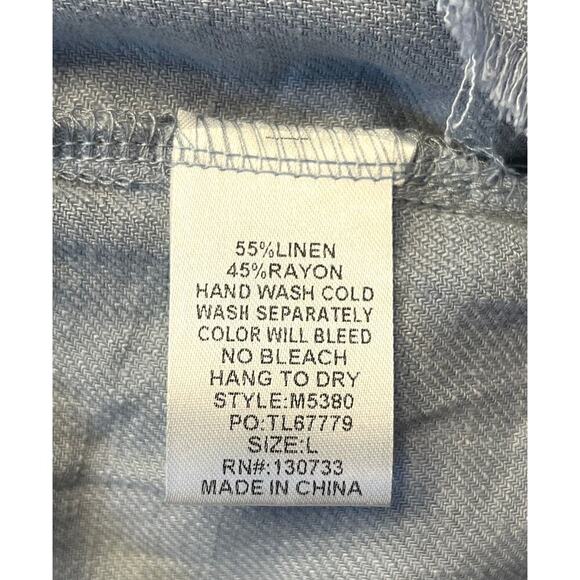 55%LINEN
45%RAYON
HAND WASH COLD
WASH SEPARATELY
COLOR WILL BLEED
NO BLEACH
HANG TO DRY
STYLE:M5380
PO:TL67779
SIZE:L
RN#:130733
MADE IN CHINA